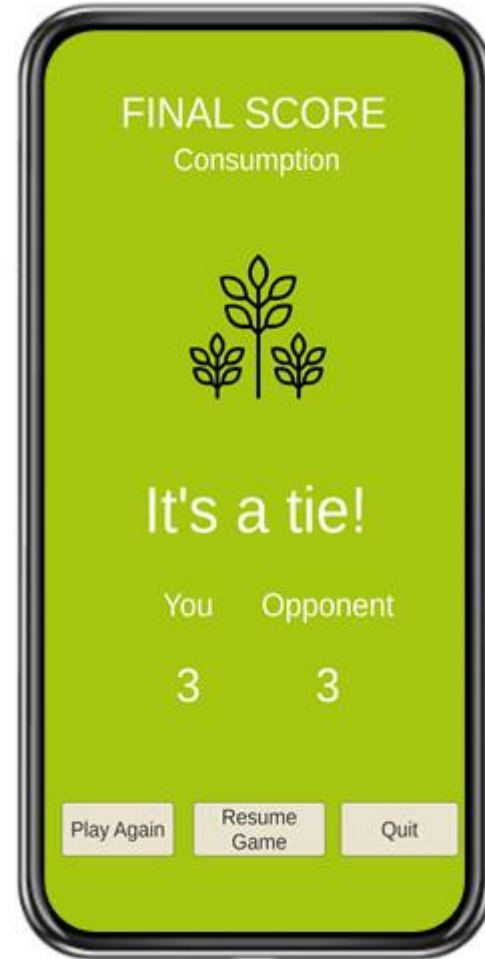 FINAL SCORE
Consumption
It's a tie!
You Opponent
3 3
Play Again
Resume
Game
Quit